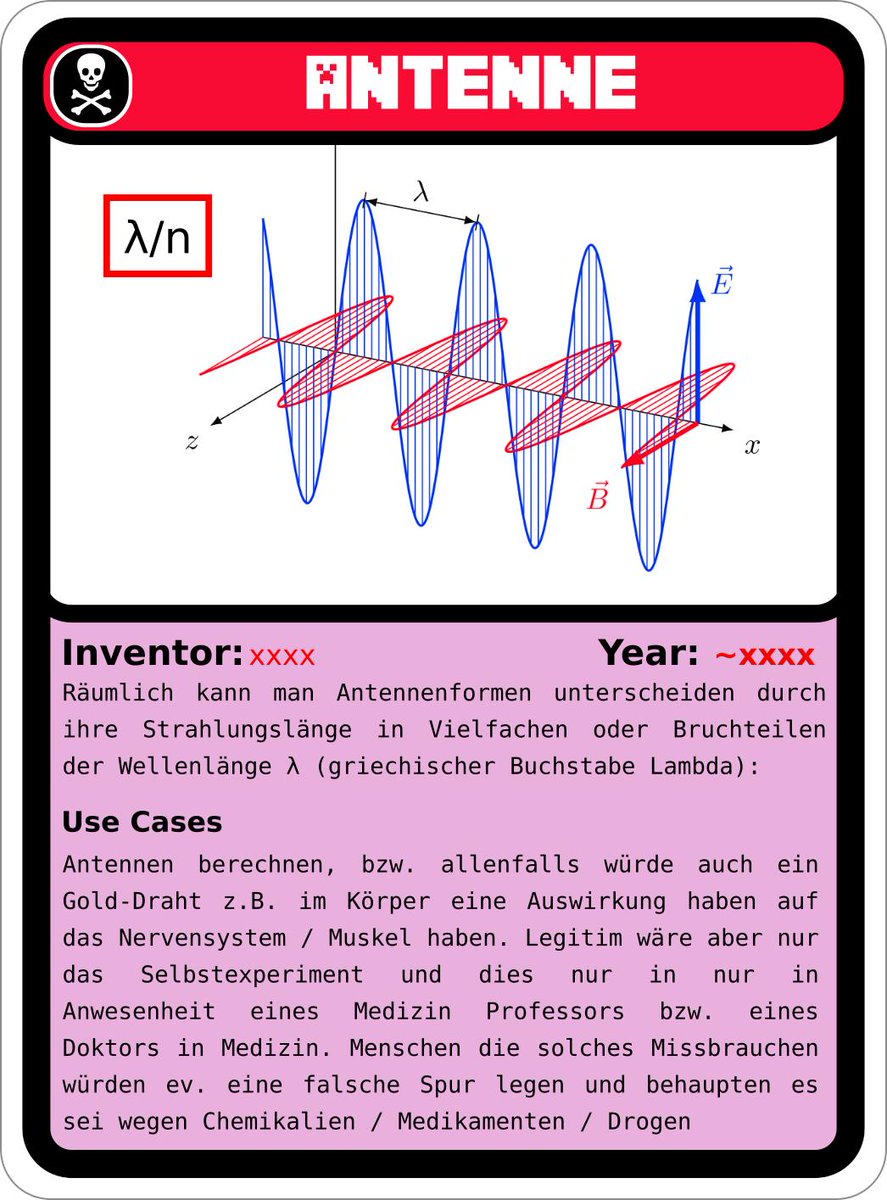 ANTENNE
λ/n
λ
E⃗
z
x
B⃗
Inventor: xxxx Year: ~xxxx
Räumlich kann man Antennenformen unterscheiden durch
ihre Strahlungslänge in Vielfachen oder Bruchteilen
der Wellenlänge λ (griechischer Buchstabe Lambda):
Use Cases
Antennen berechnen, bzw. allenfalls würde auch ein
Gold-Draht z.B. im Körper eine Auswirkung haben auf
das Nervensystem / Muskel haben. Legitim wäre aber nur
das Selbstexperiment und dies nur in nur in
Anwesenheit eines Medizin Professors bzw. eines
Doktors in Medizin. Menschen die solches Missbrauchen
würden ev. eine falsche Spur legen und behaupten es
sei wegen Chemikalien / Medikamenten / Drogen